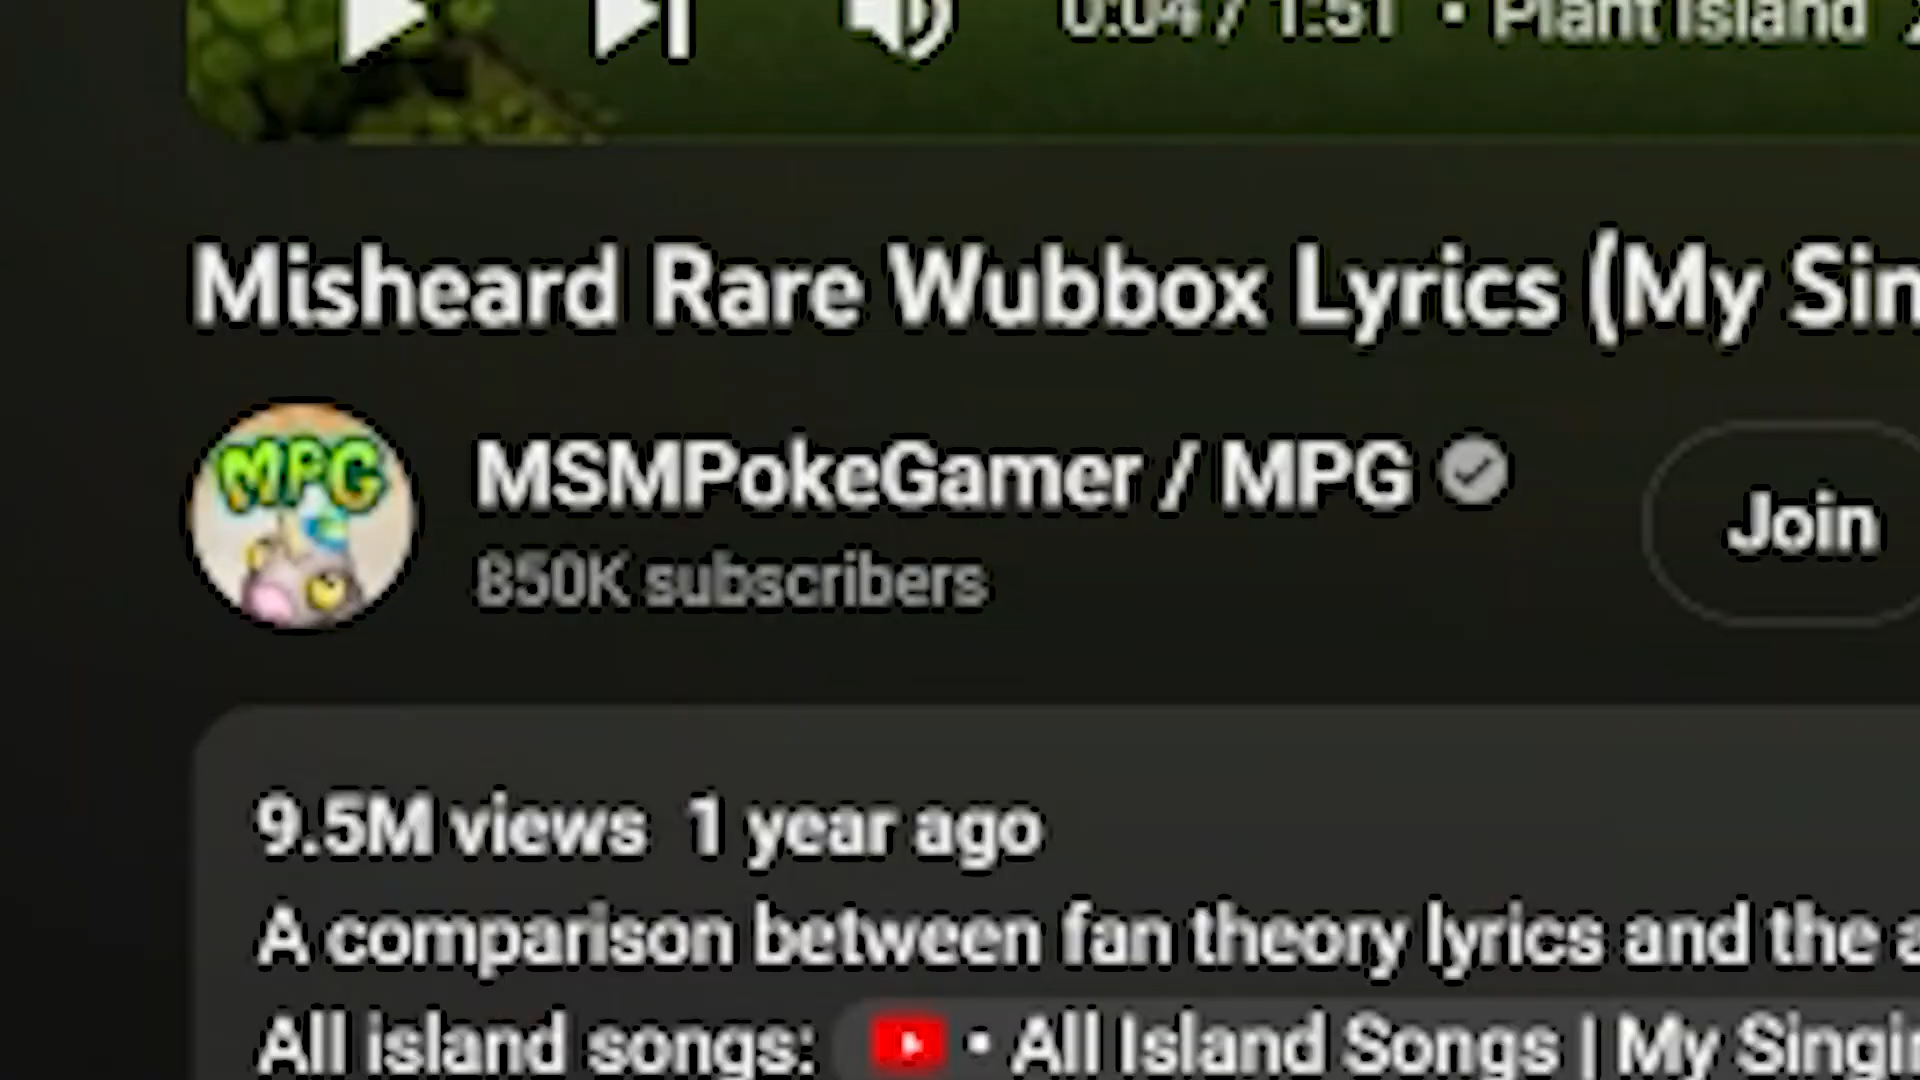 0:04 / 1:51 • Plant Island
Misheard Rare Wubbox Lyrics (My Sin
MPG
MSMPokeGamer / MPG
850K subscribers
Join
9.5M views 1 year ago
A comparison between fan theory lyrics and the a
All island songs: • All Island Songs | My Singin